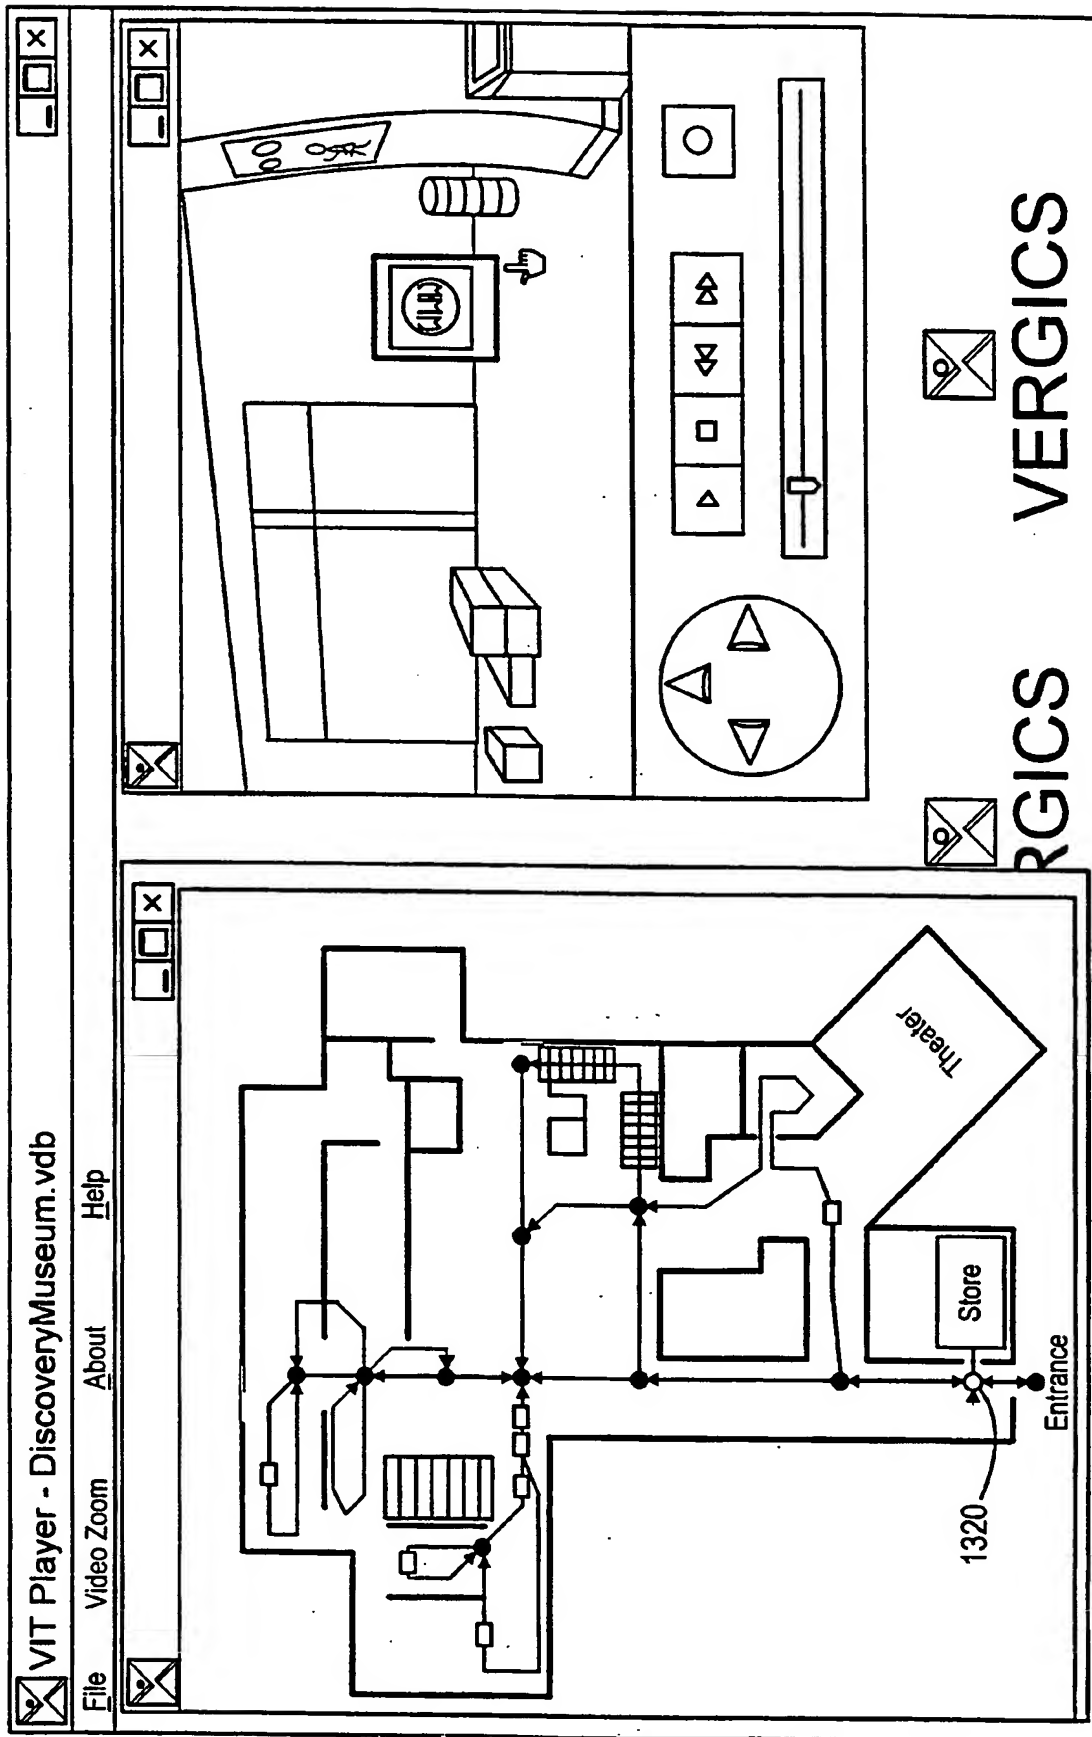 VIT Player - DiscoveryMuseum.vdb
File Video Zoom About Help
Theater
Store
Entrance
1320
RGICS VERGICS